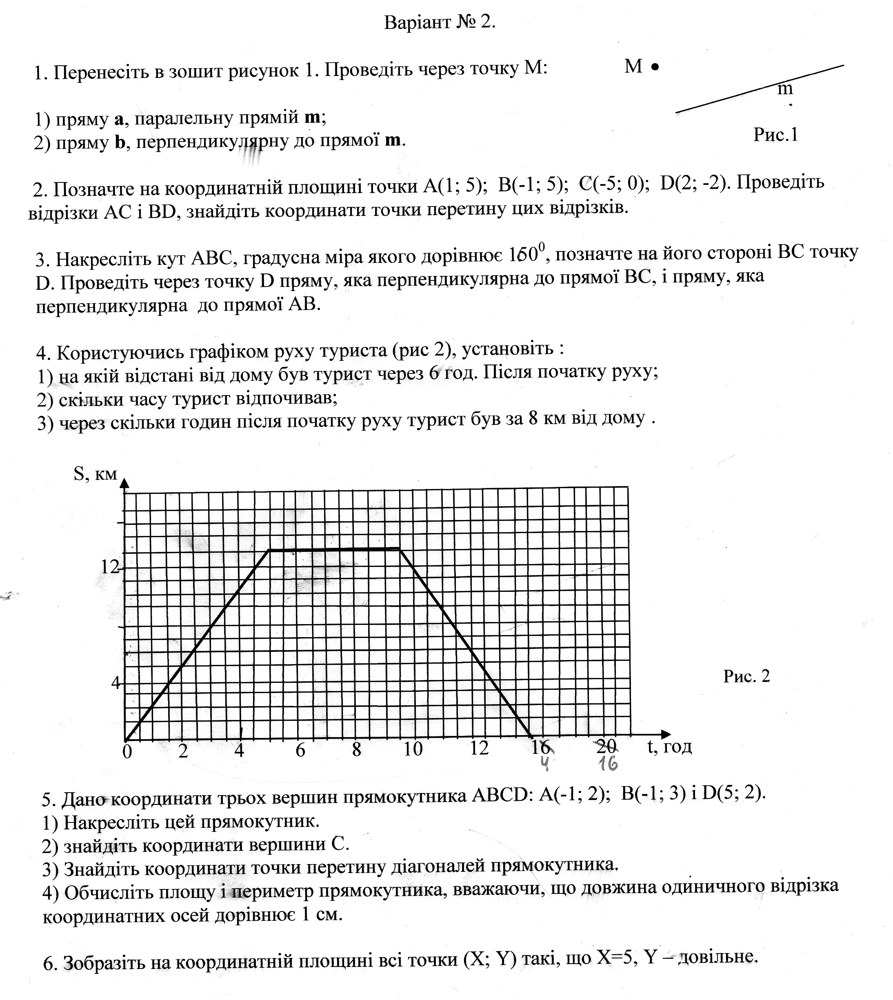 Варіант № 2.
1. Перенесіть в зошит рисунок 1. Проведіть через точку М:
М
m
1) пряму a, паралельну прямій m;
2) пряму b, перпендикулярну до прямої m.
Рис.1
2. Позначте на координатній площині точки А(1; 5); В(-1; 5); С(-5; 0); D(2; -2). Проведіть
відрізки АС і BD, знайдіть координати точки перетину цих відрізків.
3. Накресліть кут АВС, градусна міра якого дорівнює 160⁰, позначте на його стороні ВС точку
D. Проведіть через точку D пряму, яка перпендикулярна до прямої ВС, і пряму, яка
перпендикулярна до прямої АВ.
4. Користуючись графіком руху туриста (рис 2), установіть :
1) на якій відстані від дому був турист через 6 год. Після початку руху;
2) скільки часу турист відпочивав;
3) через скільки годин після початку руху турист був за 8 км від дому .
S, км
12
4
Рис. 2
0 2 4 6 8 10 12 16 20 t, год
4 16
5. Дано координати трьох вершин прямокутника ABCD: А(-1; 2); В(-1; 3) і D(5; 2).
1) Накресліть цей прямокутник.
2) знайдіть координати вершини С.
3) Знайдіть координати точки перетину діагоналей прямокутника.
4) Обчисліть площу і периметр прямокутника, вважаючи, що довжина одиничного відрізка
координатних осей дорівнює 1 см.
6. Зобразіть на координатній площині всі точки (X; Y) такі, що X=5, Y – довільне.